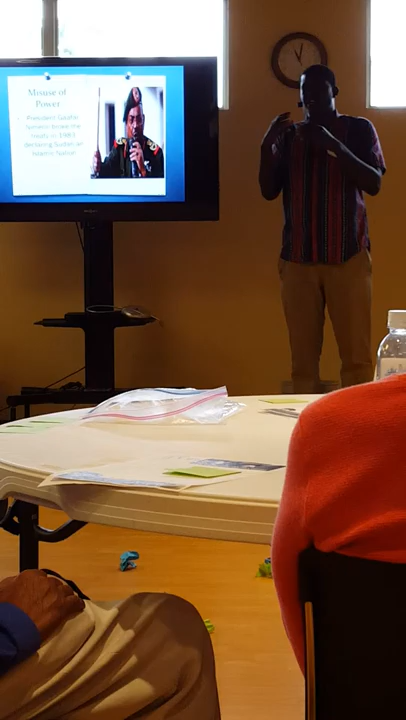 Misuse of
Power
President Gaafar
Nimeiri broke the
treaty in 1983
declaring Sudan an
Islamic Nation